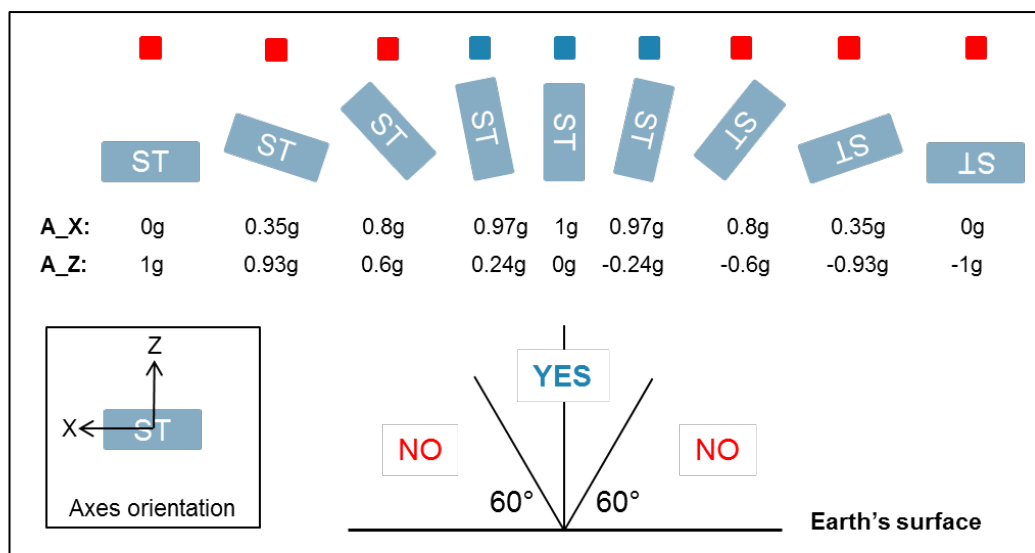 ST ST ST ST ST ST ST ST ST
A_X: 0g 0.35g 0.8g 0.97g 1g 0.97g 0.8g 0.35g 0g
A_Z: 1g 0.93g 0.6g 0.24g 0g -0.24g -0.6g -0.93g -1g
Z
X ST
Axes orientation
YES
NO NO
60° 60°
Earth's surface